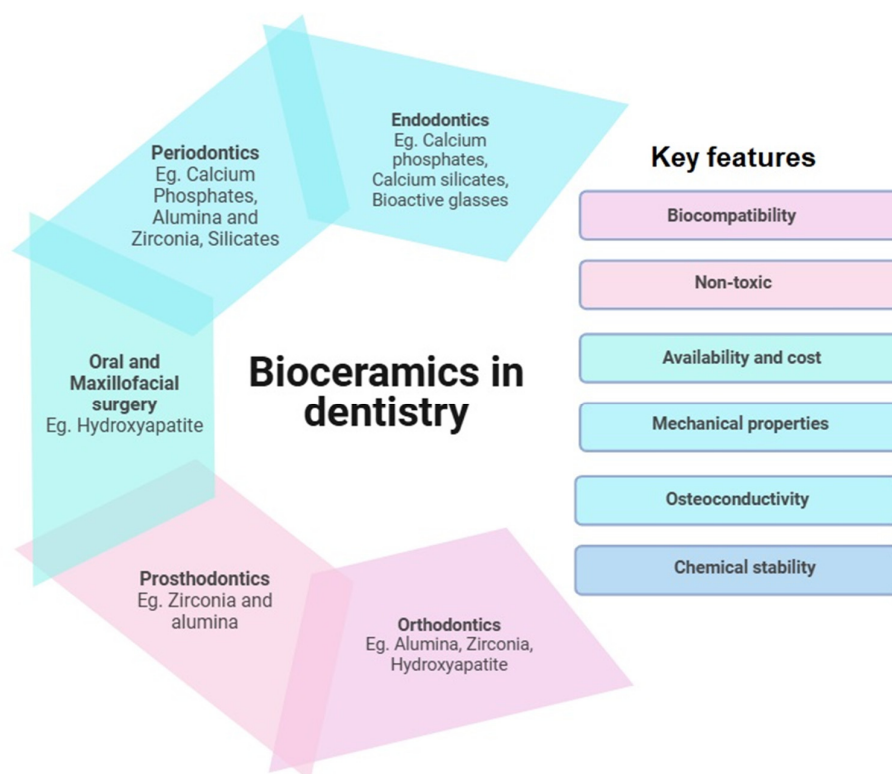 Endodontics
Eg. Calcium
phosphates,
Calcium silicates,
Bioactive glasses
Periodontics
Eg. Calcium
Phosphates,
Alumina and
Zirconia, Silicates
Oral and
Maxillofacial
surgery
Eg. Hydroxyapatite
Prosthodontics
Eg. Zirconia and
alumina
Orthodontics
Eg. Alumina, Zirconia,
Hydroxyapatite
Bioceramics in
dentistry
Key features
Biocompatibility
Non-toxic
Availability and cost
Mechanical properties
Osteoconductivity
Chemical stability